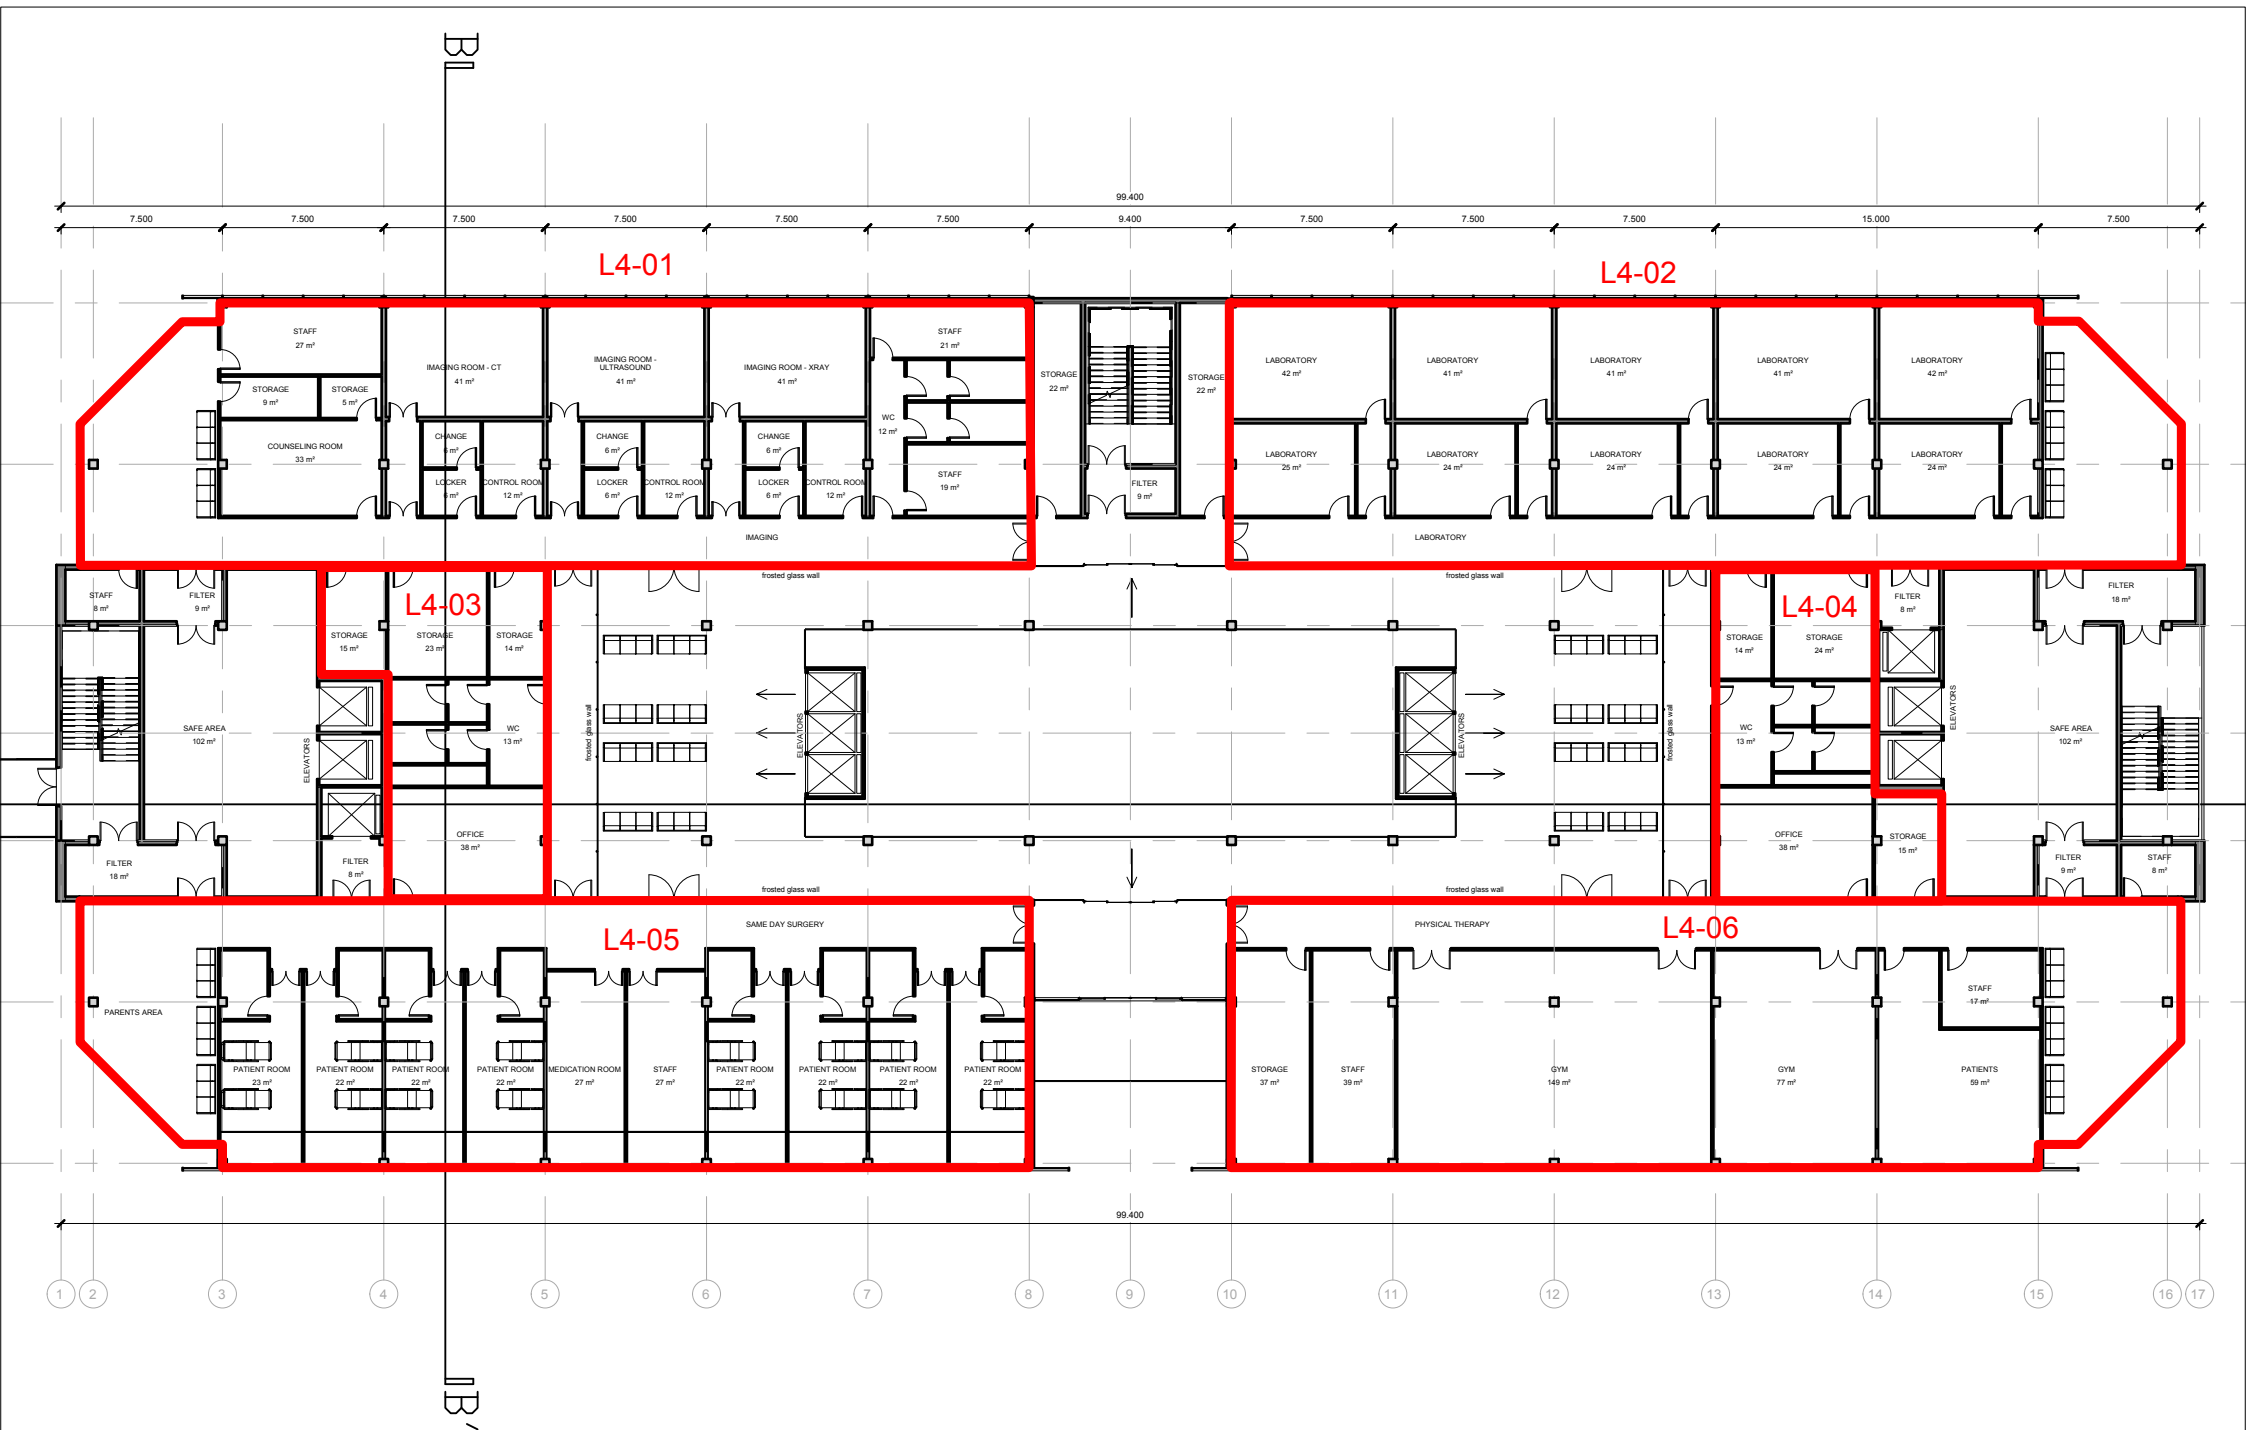 B
99.400
7.500 7.500 7.500 7.500 7.500 7.500 9.400 7.500 7.500 7.500 15.000 7.500
L4-01
L4-02
STAFF
27 m²
STORAGE
9 m²
STORAGE
5 m²
COUNSELING ROOM
33 m²
IMAGING ROOM - CT
41 m²
CHANGE
6 m²
LOCKER
6 m²
CONTROL ROOM
12 m²
IMAGING ROOM -
ULTRASOUND
41 m²
CHANGE
6 m²
LOCKER
6 m²
CONTROL ROOM
12 m²
IMAGING ROOM - XRAY
41 m²
CHANGE
6 m²
LOCKER
6 m²
CONTROL ROOM
12 m²
STAFF
21 m²
WC
12 m²
STAFF
19 m²
IMAGING
STORAGE
22 m²
STORAGE
22 m²
FILTER
9 m²
LABORATORY
42 m²
LABORATORY
41 m²
LABORATORY
41 m²
LABORATORY
41 m²
LABORATORY
42 m²
LABORATORY
25 m²
LABORATORY
24 m²
LABORATORY
24 m²
LABORATORY
24 m²
LABORATORY
24 m²
LABORATORY
frosted glass wall
frosted glass wall
STAFF
8 m²
FILTER
9 m²
SAFE AREA
102 m²
ELEVATORS
FILTER
18 m²
FILTER
8 m²
L4-03
STORAGE
15 m²
STORAGE
23 m²
STORAGE
14 m²
WC
13 m²
OFFICE
38 m²
frosted glass wall
ELEVATORS
ELEVATORS
frosted glass wall
L4-04
STORAGE
14 m²
STORAGE
24 m²
WC
13 m²
OFFICE
38 m²
STORAGE
15 m²
FILTER
8 m²
ELEVATORS
FILTER
18 m²
SAFE AREA
102 m²
FILTER
9 m²
STAFF
8 m²
frosted glass wall
frosted glass wall
SAME DAY SURGERY
L4-05
PARENTS AREA
PATIENT ROOM
23 m²
PATIENT ROOM
22 m²
PATIENT ROOM
22 m²
PATIENT ROOM
22 m²
MEDICATION ROOM
27 m²
STAFF
27 m²
PATIENT ROOM
22 m²
PATIENT ROOM
22 m²
PATIENT ROOM
22 m²
PATIENT ROOM
22 m²
PHYSICAL THERAPY
L4-06
STORAGE
37 m²
STAFF
39 m²
GYM
149 m²
GYM
77 m²
STAFF
17 m²
PATIENTS
59 m²
99.400
1 2 3 4 5 6 7 8 9 10 11 12 13 14 15 16 17
B